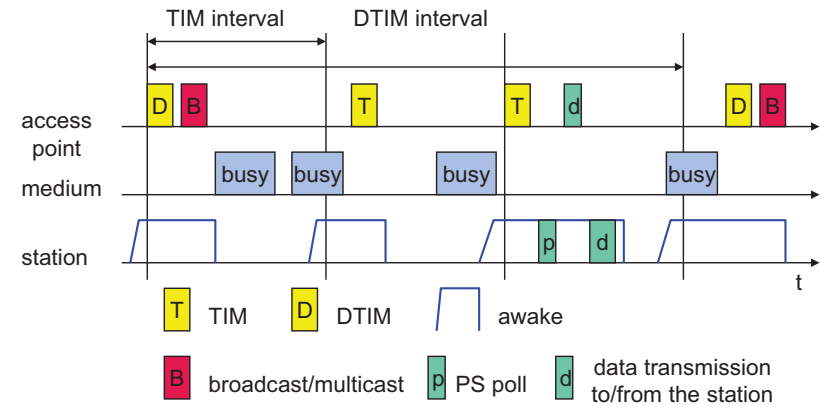 TIM interval DTIM interval
D B T T d D B
access
point
busy busy busy busy
medium
p d
station
t
T TIM D DTIM awake
B broadcast/multicast p PS poll d data transmission
to/from the station